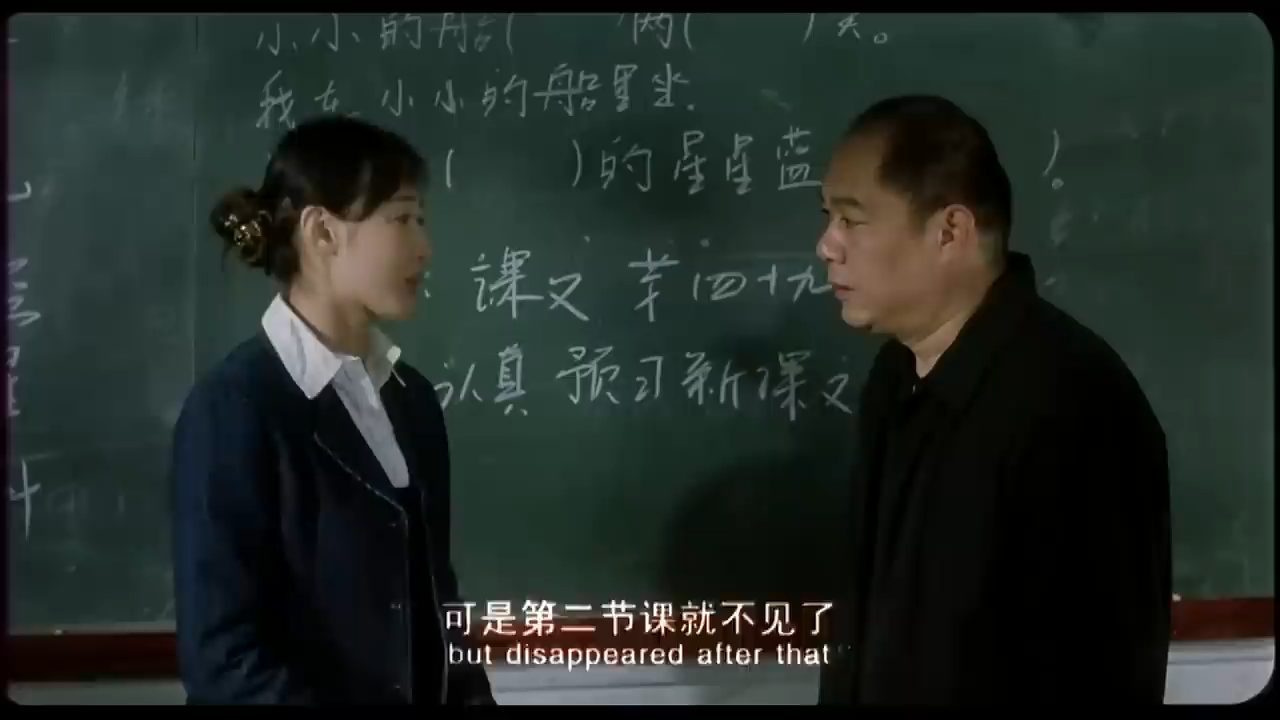 小小的船( 两(
我在小小的船里坐.
( )的星星蓝 )。
课文第四十九
认真预习新课文
可是第二节课就不见了
but disappeared after that